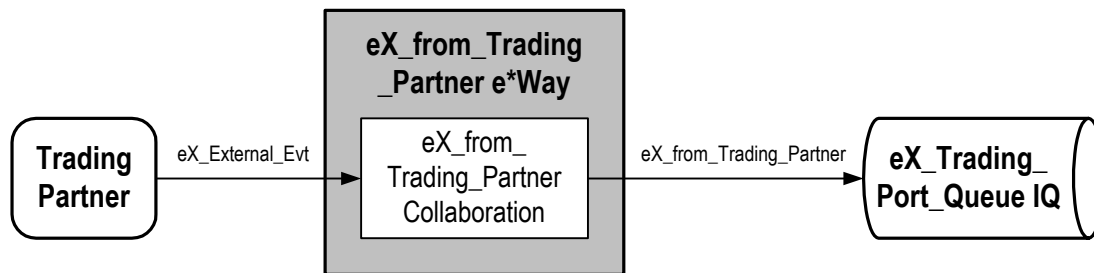 eX_from_Trading
_Partner e*Way
Trading
Partner
eX_External_Evt
eX_from_
Trading_Partner
Collaboration
eX_from_Trading_Partner
eX_Trading_
Port_Queue IQ